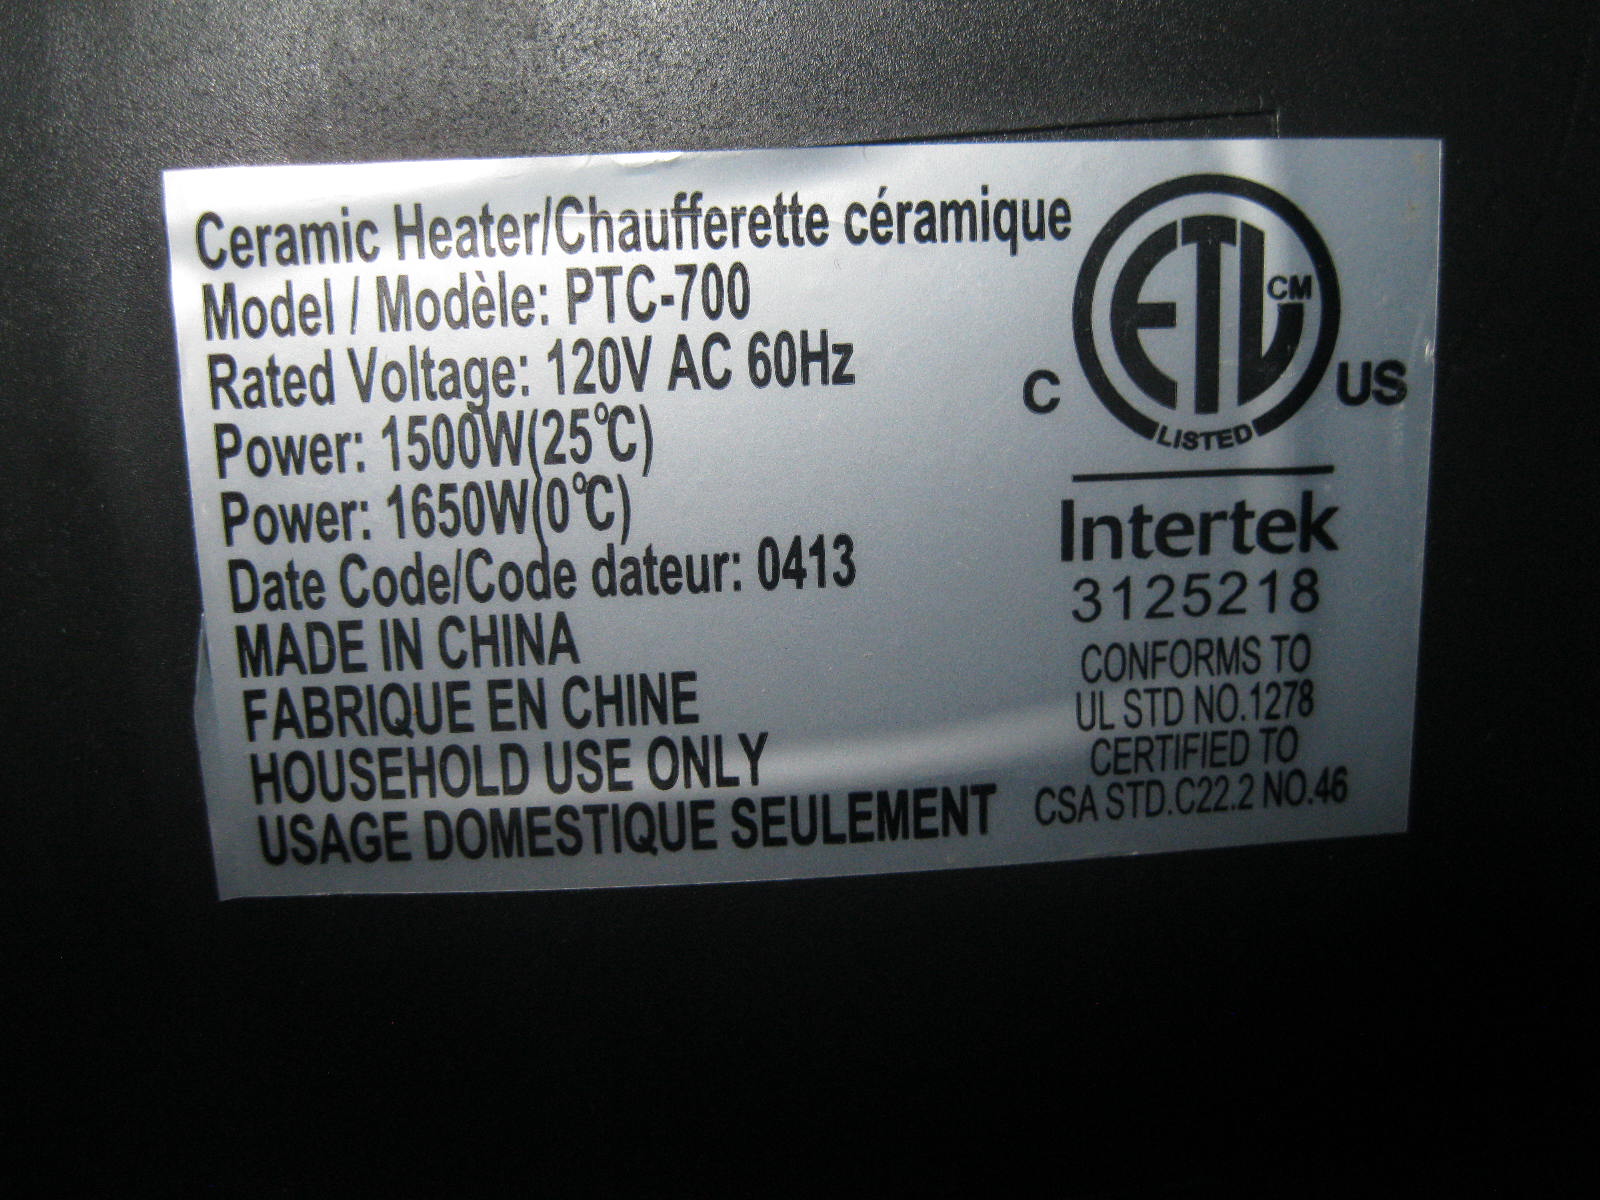 Ceramic Heater/Chaufferette céramique
Model / Modèle: PTC-700
Rated Voltage: 120V AC 60Hz
Power: 1500W(25℃)
Power: 1650W(0℃)
Date Code/Code dateur: 0413
MADE IN CHINA
FABRIQUE EN CHINE
HOUSEHOLD USE ONLY
USAGE DOMESTIQUE SEULEMENT
ETL CM
C US
LISTED
Intertek
3125218
CONFORMS TO
UL STD NO.1278
CERTIFIED TO
CSA STD.C22.2 NO.46